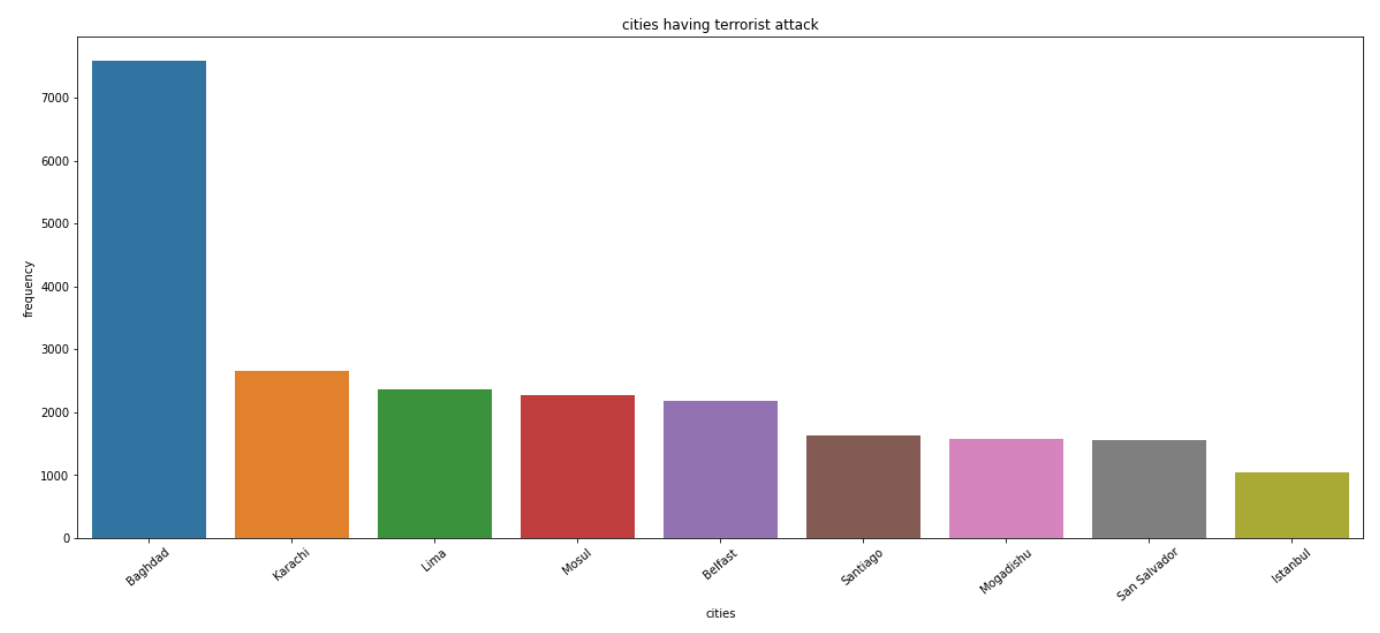 cities having terrorist attack
frequency
7000
6000
5000
4000
3000
2000
1000
0
Baghdad
Karachi
Lima
Mosul
Belfast
Santiago
Mogadishu
San Salvador
Istanbul
cities